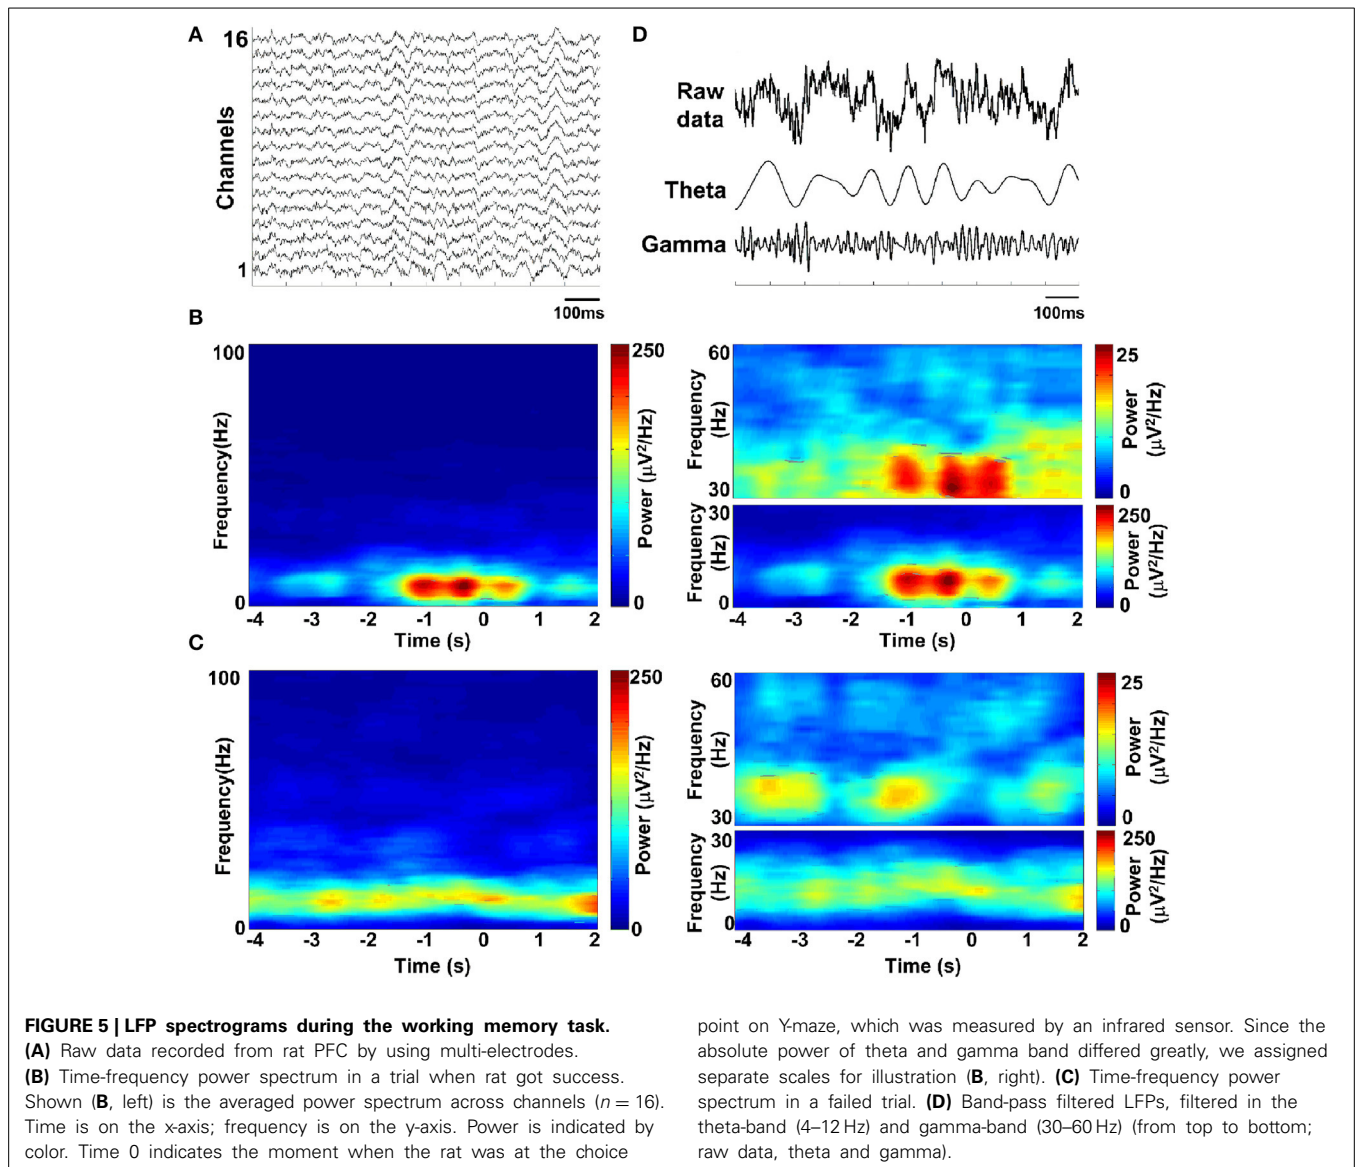 A
16
Channels
1
100ms
D
Raw
data
Theta
Gamma
100ms
B
100
Frequency(Hz)
0
-4 -3 -2 -1 0 1 2
Time (s)
250
Power (µV²/Hz)
0
60
Frequency
(Hz)
30
25
Power
(µV²/Hz)
0
30
Frequency
(Hz)
0
-4 -3 -2 -1 0 1 2
Time (s)
250
Power
(µV²/Hz)
0
C
100
Frequency(Hz)
0
-4 -3 -2 -1 0 1 2
Time (s)
250
Power (µV²/Hz)
0
60
Frequency
(Hz)
30
25
Power
(µV²/Hz)
0
30
Frequency
(Hz)
0
-4 -3 -2 -1 0 1 2
Time (s)
250
Power
(µV²/Hz)
0
FIGURE 5 | LFP spectrograms during the working memory task.
(A) Raw data recorded from rat PFC by using multi-electrodes.
(B) Time-frequency power spectrum in a trial when rat got success.
Shown (B, left) is the averaged power spectrum across channels (n = 16).
Time is on the x-axis; frequency is on the y-axis. Power is indicated by
color. Time 0 indicates the moment when the rat was at the choice
point on Y-maze, which was measured by an infrared sensor. Since the
absolute power of theta and gamma band differed greatly, we assigned
separate scales for illustration (B, right). (C) Time-frequency power
spectrum in a failed trial. (D) Band-pass filtered LFPs, filtered in the
theta-band (4–12 Hz) and gamma-band (30–60 Hz) (from top to bottom;
raw data, theta and gamma).